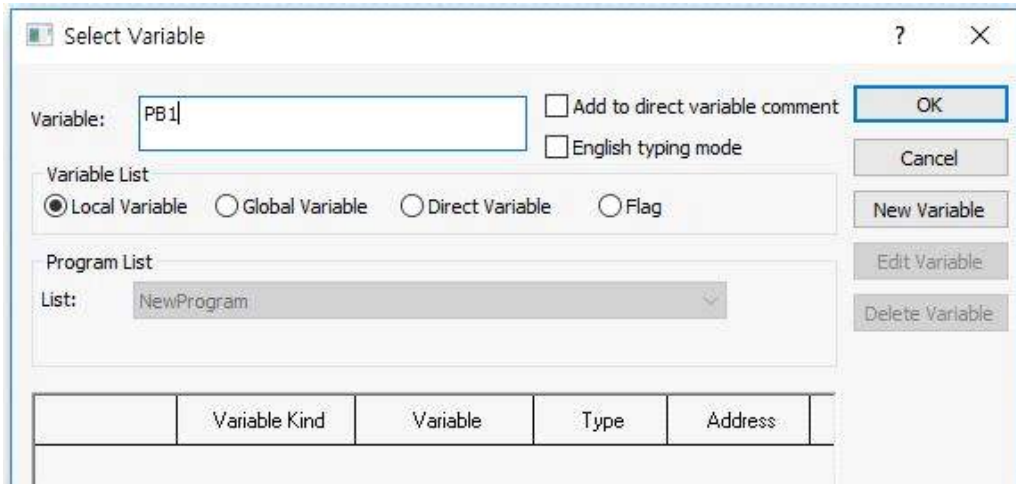 Select Variable
Variable: PB1
Add to direct variable comment
OK
English typing mode
Cancel
Variable List
Local Variable Global Variable Direct Variable Flag
New Variable
Program List
Edit Variable
List: NewProgram
Delete Variable
Variable Kind Variable Type Address